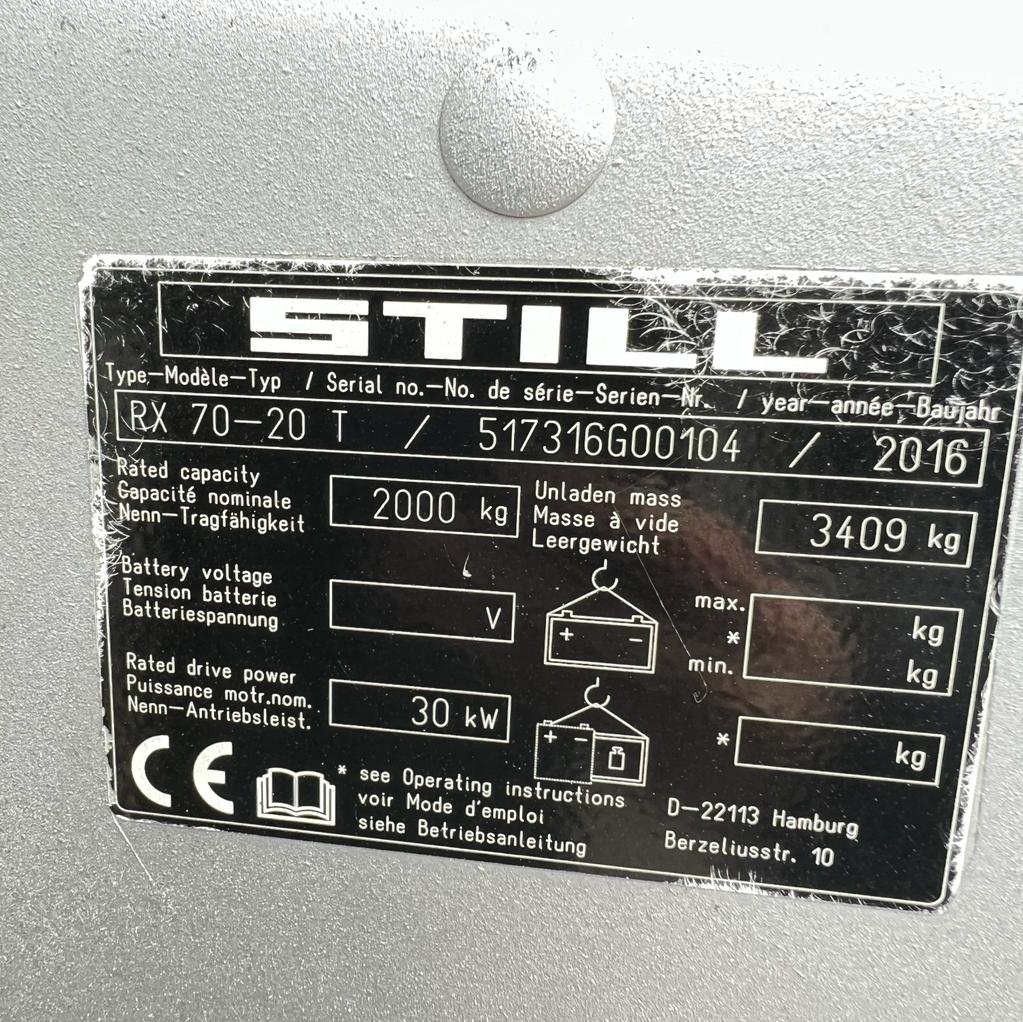 STILL
Type-Modèle-Typ / Serial no.-No. de série-Serien-Nr. / year-année-Baujahr
RX 70-20 T / 517316G00104 / 2016
Rated capacity
Capacité nominale
Nenn-Tragfähigkeit
2000 kg
Unladen mass
Masse à vide
Leergewicht
3409 kg
Battery voltage
Tension batterie
Batteriespannung
V
+ -
max.
*
min.
kg
kg
Rated drive power
Puissance motr.nom.
Nenn-Antriebsleist.
30 kW
+ -
* kg
CE
* see Operating instructions
voir Mode d'emploi
siehe Betriebsanleitung
D-22113 Hamburg
Berzeliusstr. 10